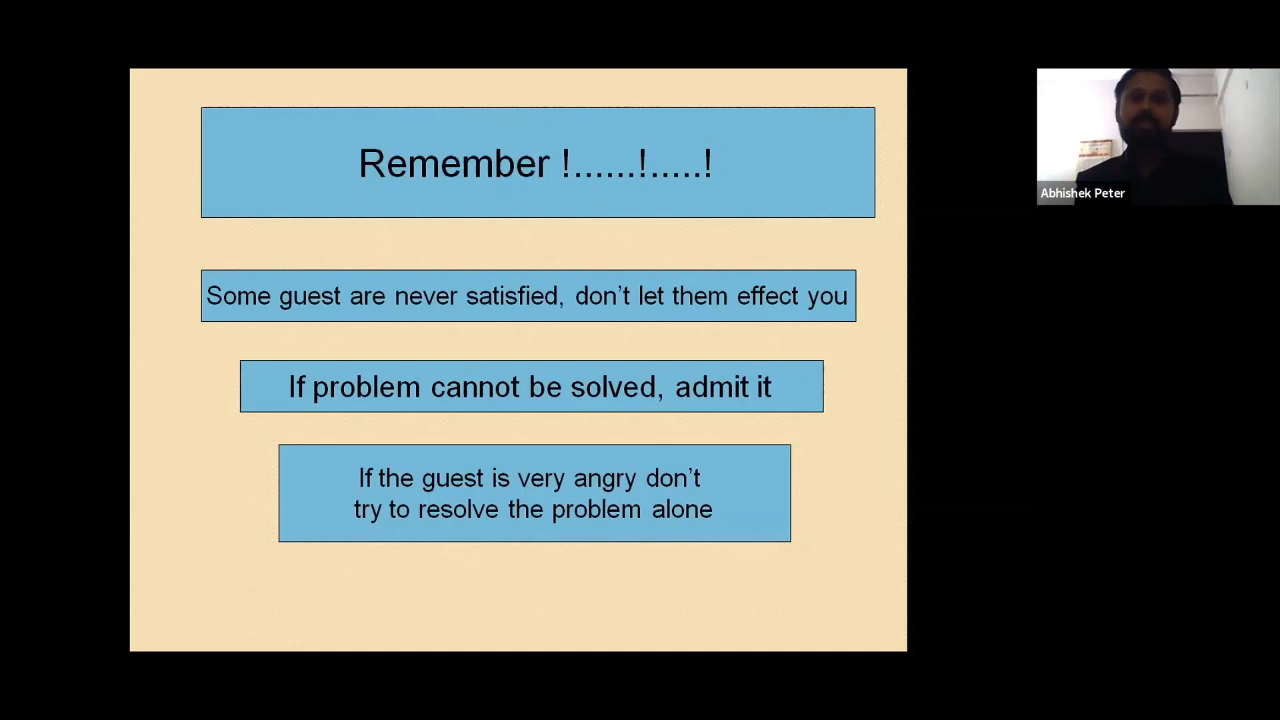 Remember !......!.....!
Some guest are never satisfied, don’t let them effect you
If problem cannot be solved, admit it
If the guest is very angry don’t
try to resolve the problem alone
Abhishek Peter